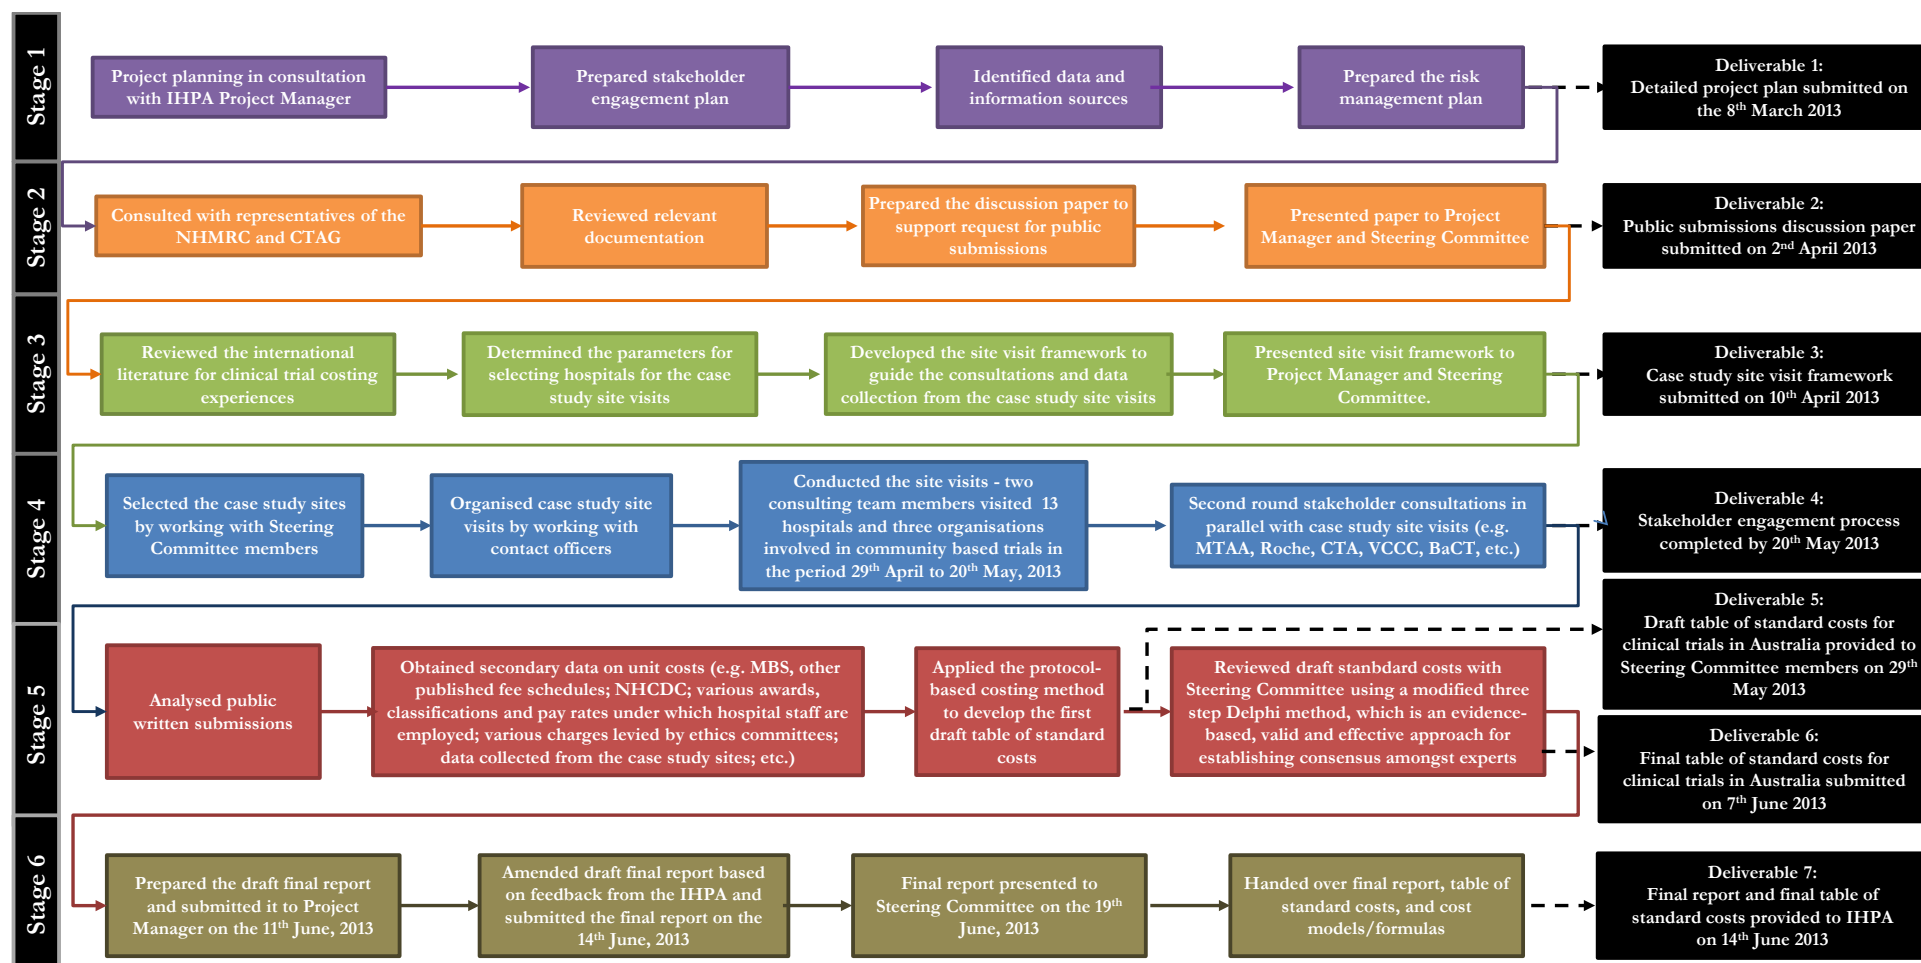 Stage 1
Project planning in consultation
with IHPA Project Manager
Prepared stakeholder
engagement plan
Identified data and
information sources
Prepared the risk
management plan
Deliverable 1:
Detailed project plan submitted on
the 8th March 2013
Stage 2
Consulted with representatives of the
NHMRC and CTAG
Reviewed relevant
documentation
Prepared the discussion paper to
support request for public
submissions
Presented paper to Project
Manager and Steering Committee
Deliverable 2:
Public submissions discussion paper
submitted on 2nd April 2013
Stage 3
Reviewed the international
literature for clinical trial costing
experiences
Determined the parameters for
selecting hospitals for the case
study site visits
Developed the site visit framework to
guide the consultations and data
collection from the case study site visits
Presented site visit framework to
Project Manager and Steering
Committee.
Deliverable 3:
Case study site visit framework
submitted on 10th April 2013
Stage 4
Selected the case study sites
by working with Steering
Committee members
Organised case study site
visits by working with
contact officers
Conducted the site visits - two
consulting team members visited 13
hospitals and three organisations
involved in community based trials in
the period 29th April to 20th May, 2013
Second round stakeholder consultations in
parallel with case study site visits (e.g.
MTAA, Roche, CTA, VCCC, BaCT, etc.)
Deliverable 4:
Stakeholder engagement process
completed by 20th May 2013
Stage 5
Analysed public
written submissions
Obtained secondary data on unit costs (e.g. MBS, other
published fee schedules; NHCDC; various awards,
classifications and pay rates under which hospital staff are
employed; various charges levied by ethics committees;
data collected from the case study sites; etc.)
Applied the protocol-
based costing method
to develop the first
draft table of standard
costs
Reviewed draft stanbdard costs with
Steering Committee using a modified three
step Delphi method, which is an evidence-
based, valid and effective approach for
establishing consensus amongst experts
Deliverable 5:
Draft table of standard costs for
clinical trials in Australia provided to
Steering Committee members on 29th
May 2013
Deliverable 6:
Final table of standard costs for
clinical trials in Australia submitted
on 7th June 2013
Stage 6
Prepared the draft final report
and submitted it to Project
Manager on the 11th June, 2013
Amended draft final report based
on feedback from the IHPA and
submitted the final report on the
14th June, 2013
Final report presented to
Steering Committee on the 19th
June, 2013
Handed over final report, table of
standard costs, and cost
models/formulas
Deliverable 7:
Final report and final table of
standard costs provided to IHPA
on 14th June 2013